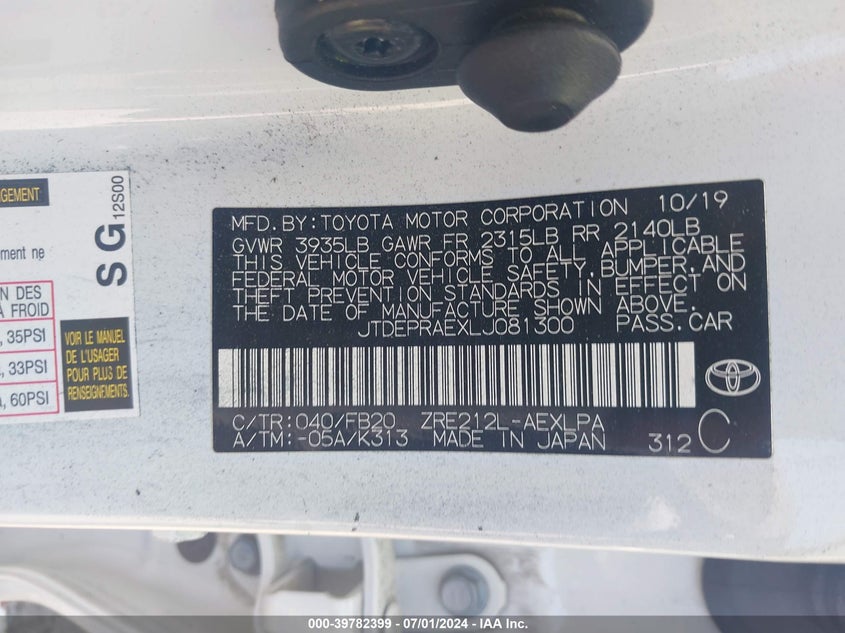 GEMENT
ment ne
N DES
À FROID
, 35PSI
, 33PSI
, 60PSI
SG
12S00
VOIR LE MANUEL
DE L'USAGER
POUR PLUS DE
RENSEIGNEMENTS.
MFD.BY:TOYOTA MOTOR CORPORATION 10/19
GVWR 3935LB GAWR FR 2315LB RR 2140LB
THIS VEHICLE CONFORMS TO ALL APPLICABLE
FEDERAL MOTOR VEHICLE SAFETY,BUMPER,AND
THEFT PREVENTION STANDARDS IN EFFECT ON
THE DATE OF MANUFACTURE SHOWN ABOVE.
JTDEPRAEXLJ081300 PASS.CAR
C/TR:040/FB20 ZRE212L-AEXLPA
A/TM:-05A/K313 MADE IN JAPAN 312 C
000-39782399 - 07/01/2024 - IAA Inc.